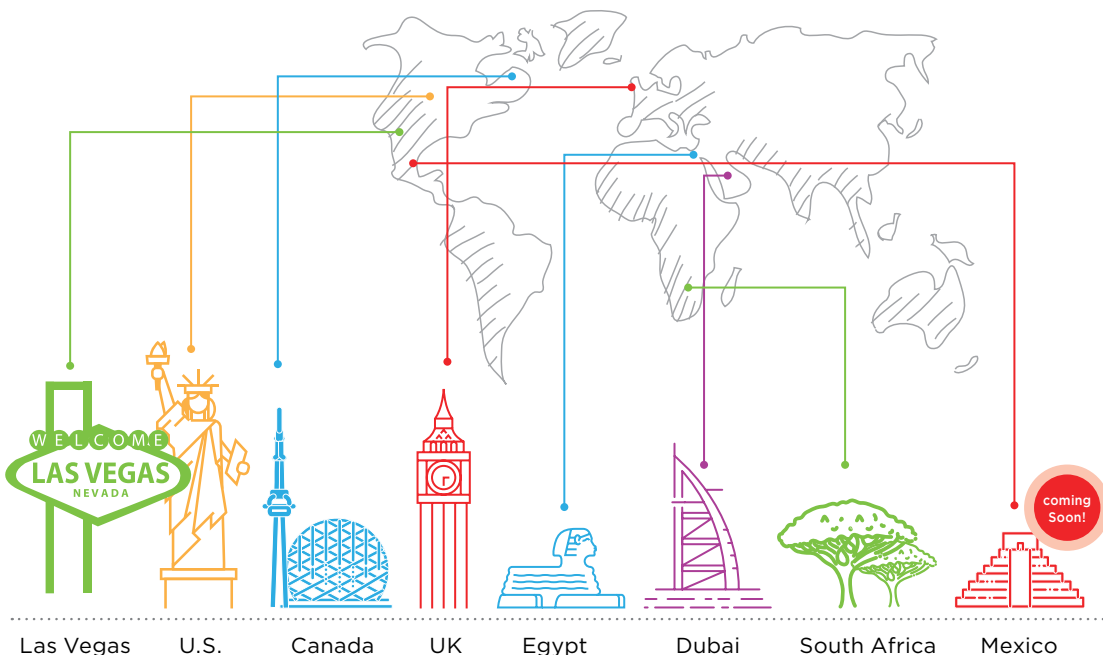 WELCOME
LAS VEGAS
NEVADA
coming
Soon!
Las Vegas
U.S.
Canada
UK
Egypt
Dubai
South Africa
Mexico